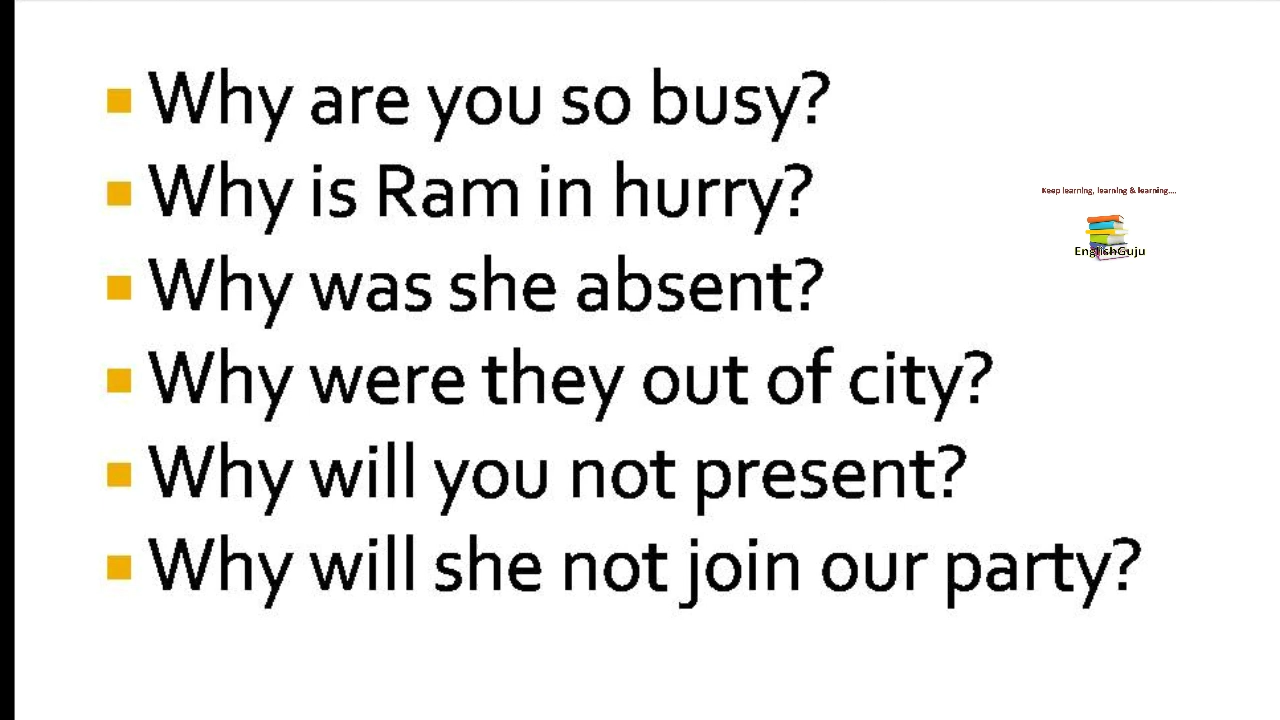 Why are you so busy?
Why is Ram in hurry?
Keep learning, learning & learning....
EnglishGuju
Why was she absent?
Why were they out of city?
Why will you not present?
Why will she not join our party?